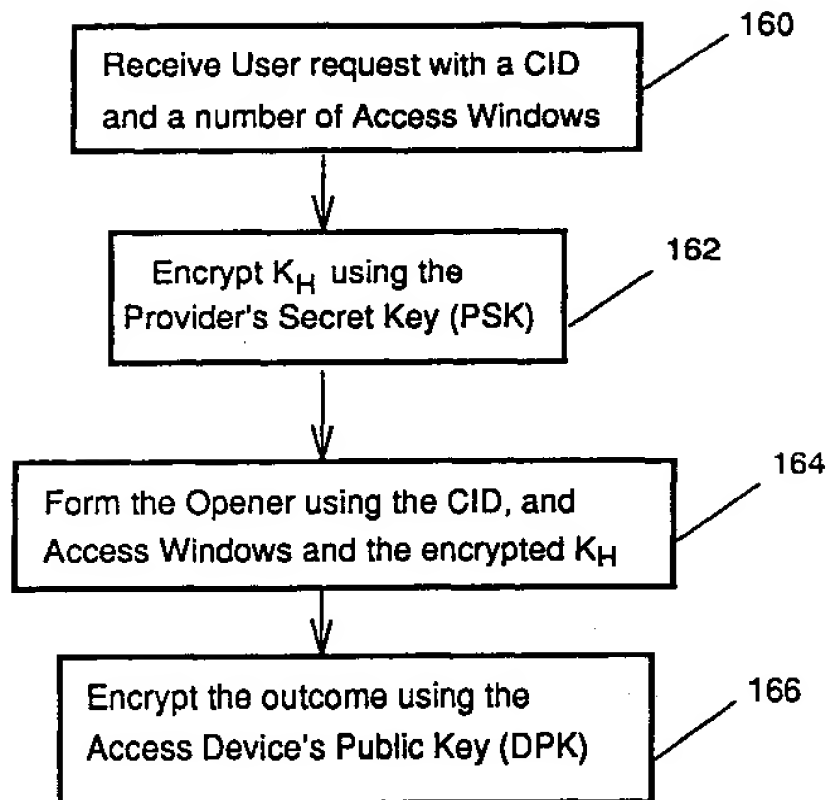 160
Receive User request with a CID
and a number of Access Windows
162
Encrypt KH using the
Provider's Secret Key (PSK)
164
Form the Opener using the CID, and
Access Windows and the encrypted KH
166
Encrypt the outcome using the
Access Device's Public Key (DPK)